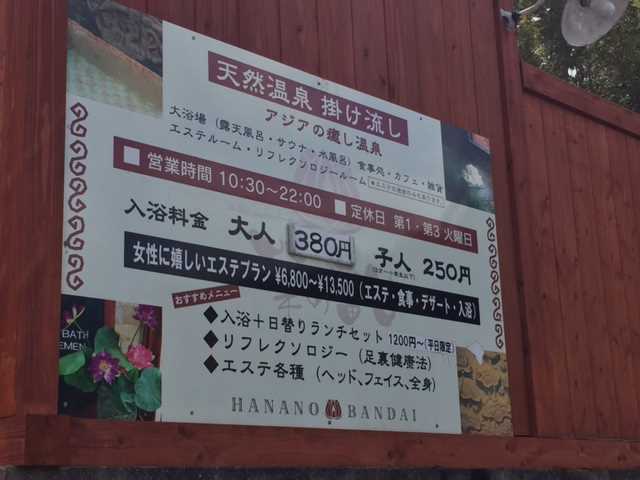 天然温泉 掛け流し
アジアの癒し温泉
大浴場（露天風呂・サウナ・水風呂）食事処・カフェ・雑貨
エステルーム・リフレクソロジールーム
■営業時間 10:30～22:00 ■定休日 第1・第3 火曜日
入浴料金 大人 380円 子人 250円
女性に嬉しいエステプラン ¥6,800～¥13,500（エステ・食事・デザート・入浴）
おすすめメニュー
◆入浴＋日替りランチセット 1200円～(平日限定)
◆リフレクソロジー（足裏健康法）
◆エステ各種（ヘッド、フェイス、全身）
BATH
HANANO BANDAI